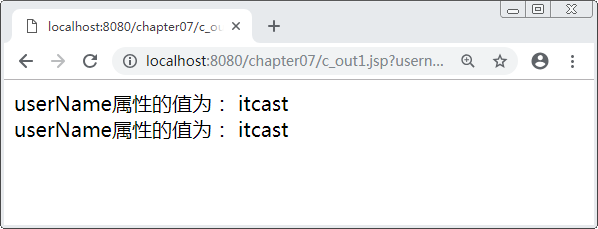 localhost:8080/chapter07/c_ou
localhost:8080/chapter07/c_out1.jsp?usern...
userName属性的值为： itcast
userName属性的值为： itcast